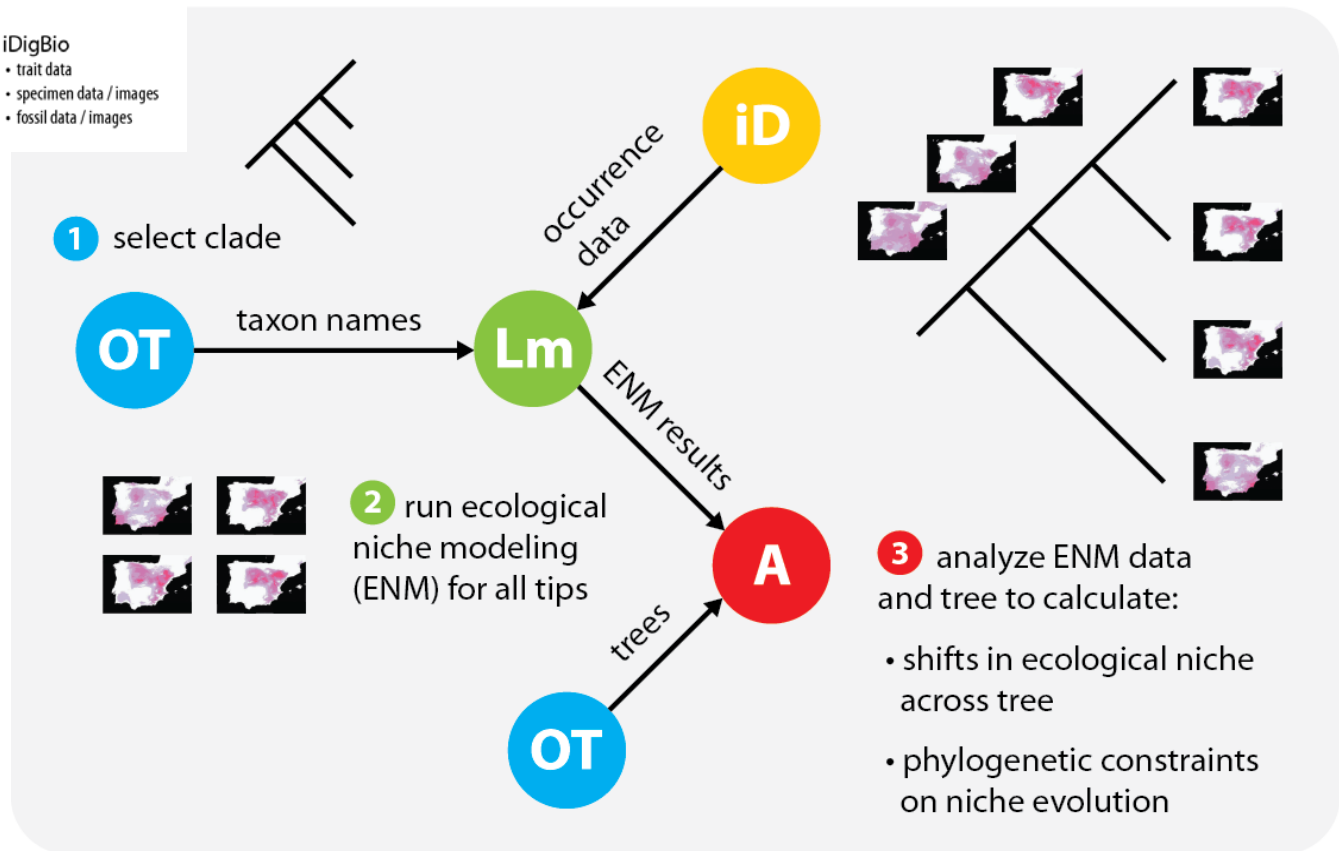 iDigBio
• trait data
• specimen data / images
• fossil data / images
1 select clade
OT
taxon names
Lm
occurrence
data
iD
ENM results
2 run ecological
niche modeling
(ENM) for all tips
A
trees
OT
3 analyze ENM data
and tree to calculate:
• shifts in ecological niche
across tree
• phylogenetic constraints
on niche evolution